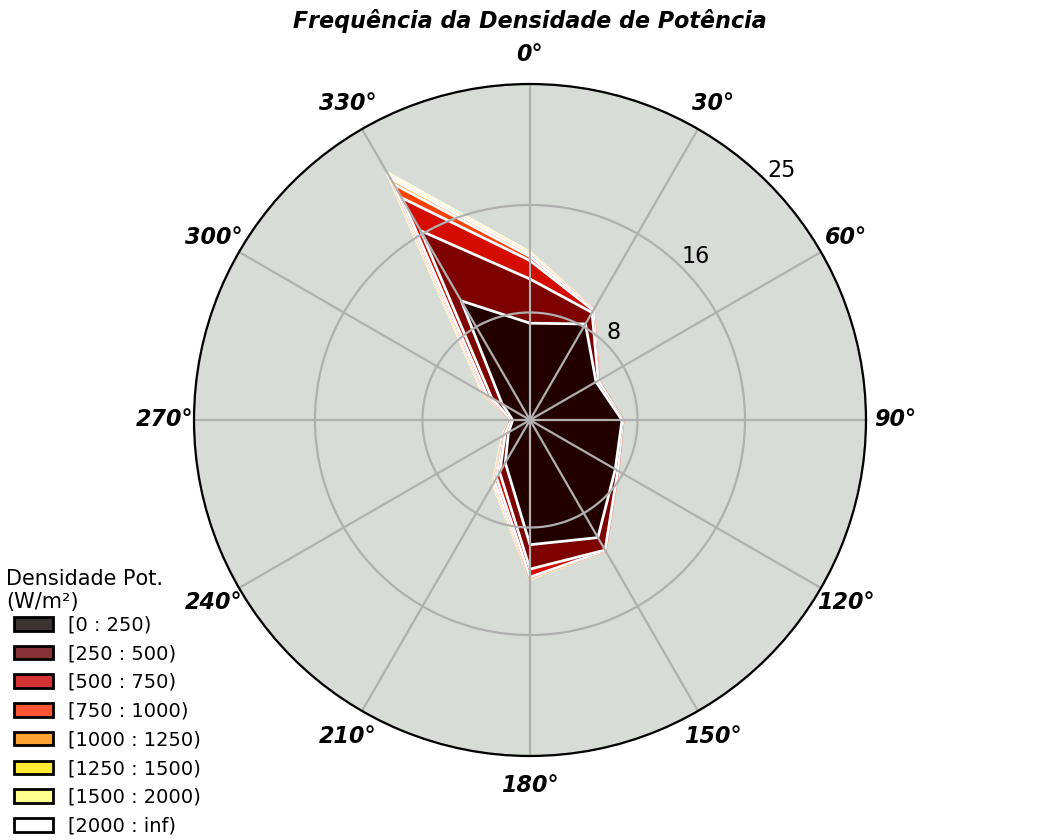 Frequência da Densidade de Potência
0°
330°
30°
25
300°
60°
16
8
270°
90°
240°
120°
210°
150°
180°
Densidade Pot.
(W/m²)
[0 : 250)
[250 : 500)
[500 : 750)
[750 : 1000)
[1000 : 1250)
[1250 : 1500)
[1500 : 2000)
[2000 : inf)